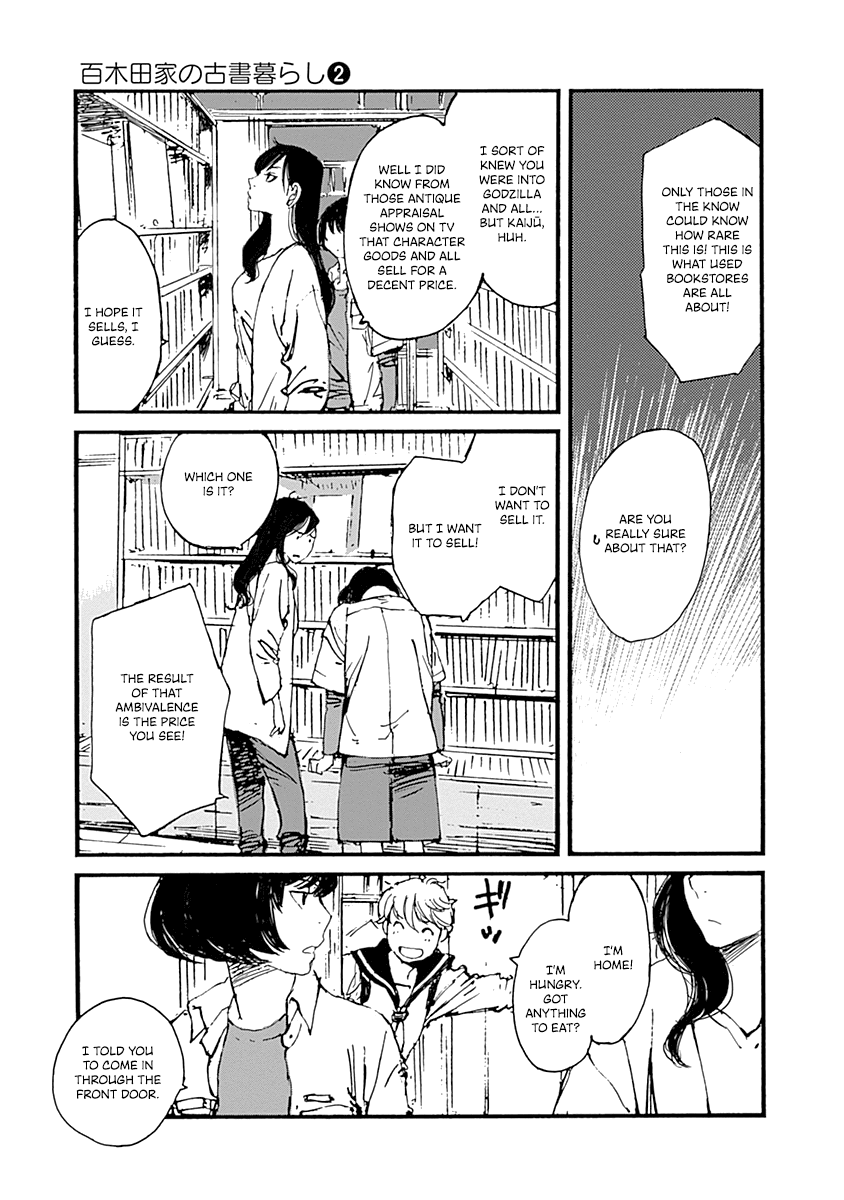 百木田家の古書暮らし❷
ONLY THOSE IN
THE KNOW
COULD KNOW
HOW RARE
THIS IS! THIS IS
WHAT USED
BOOKSTORES
ARE ALL
ABOUT!
ARE YOU
REALLY SURE
ABOUT THAT?
I SORT OF
KNEW YOU
WERE INTO
GODZILLA
AND ALL...
BUT KAIJŪ,
HUH.
WELL I DID
KNOW FROM
THOSE ANTIQUE
APPRAISAL
SHOWS ON TV
THAT CHARACTER
GOODS AND ALL
SELL FOR A
DECENT PRICE.
I HOPE IT
SELLS, I
GUESS.
I DON'T
WANT TO
SELL IT.
BUT I WANT
IT TO SELL!
WHICH ONE
IS IT?
THE RESULT
OF THAT
AMBIVALENCE
IS THE PRICE
YOU SEE!
I'M
HOME!
I'M
HUNGRY.
GOT
ANYTHING
TO EAT?
ギッ
I TOLD YOU
TO COME IN
THROUGH THE
FRONT DOOR.